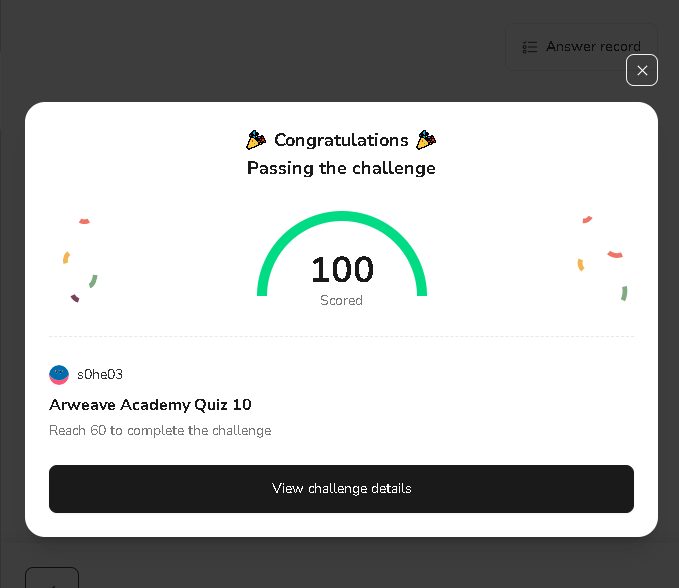 Answer record
Congratulations
Passing the challenge
100
Scored
s0he03
Arweave Academy Quiz 10
Reach 60 to complete the challenge
View challenge details